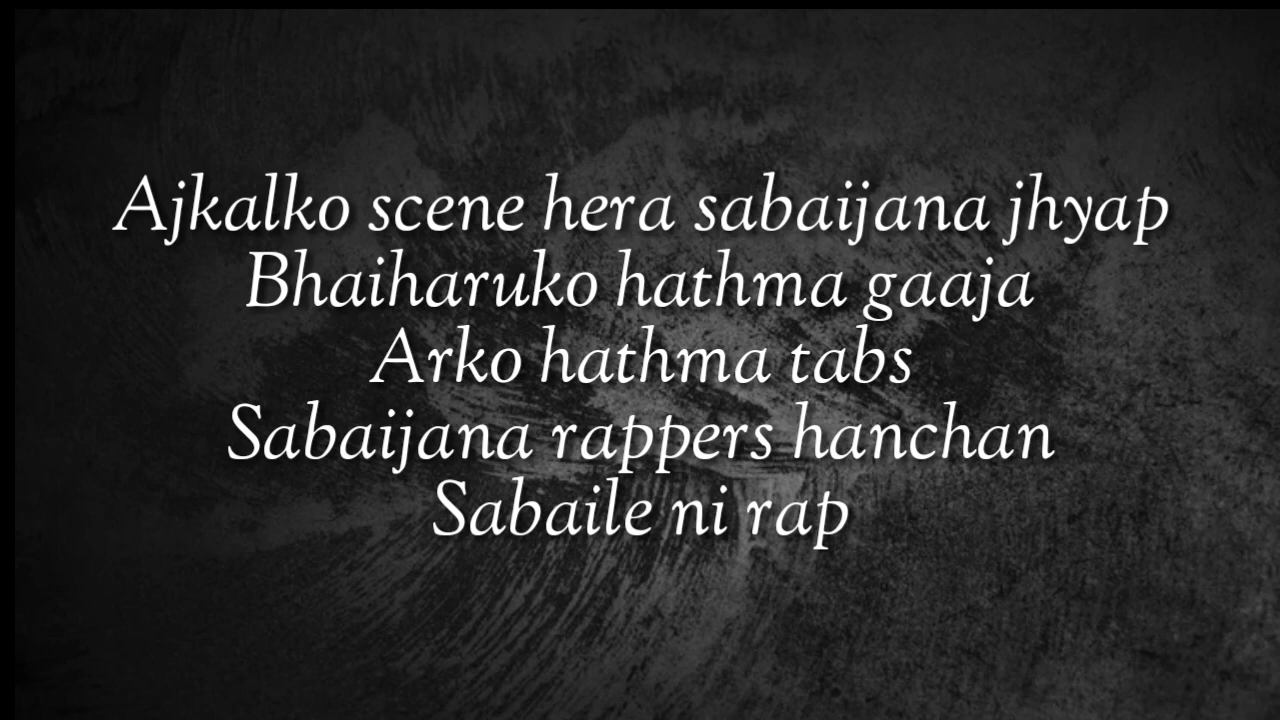 Ajkalko scene hera sabaijana jhyap
Bhaiharuko hathma gaaja
Arko hathma tabs
Sabaijana rappers hanchan
Sabaile ni rap